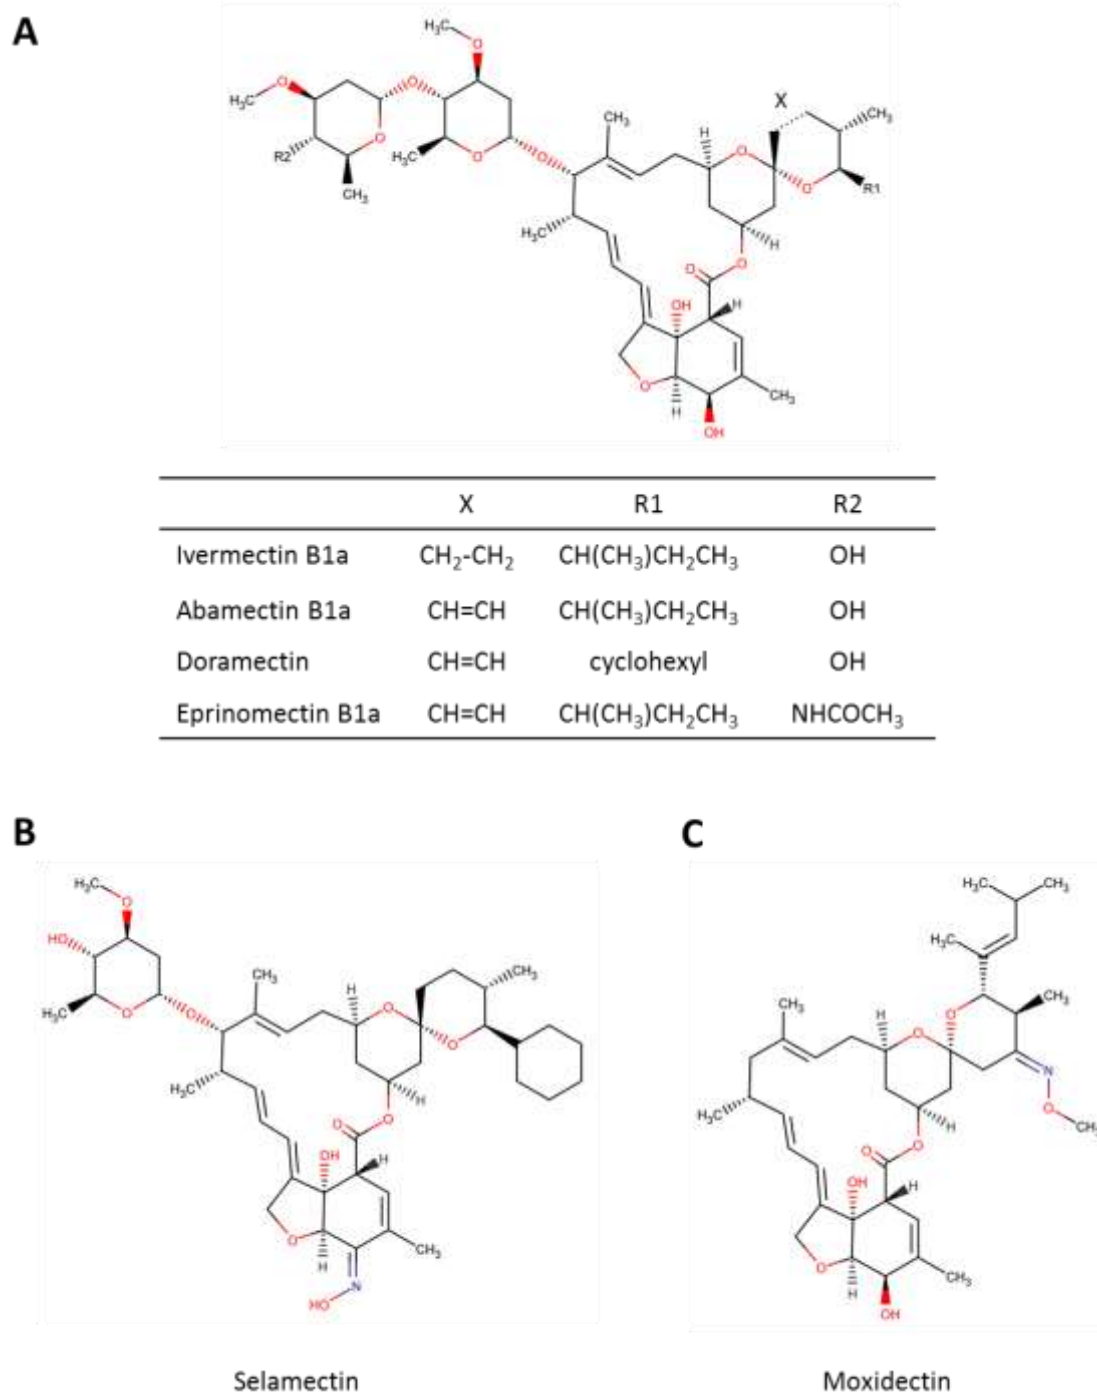 A
H₃C
O
O
H₃C
O
O
R2
CH₃
H₃C
O
O
CH₃
H
O
X
CH₃
O
R1
H₃C
H
O
O
OH
H
O
H
CH₃
OH
X R1 R2
Ivermectin B1a CH₂-CH₂ CH(CH₃)CH₂CH₃ OH
Abamectin B1a CH=CH CH(CH₃)CH₂CH₃ OH
Doramectin CH=CH cyclohexyl OH
Eprinomectin B1a CH=CH CH(CH₃)CH₂CH₃ NHCOCH₃
B
H₃C
O
HO
H₃C
O
O
CH₃
H
O
CH₃
O
H₃C
H
O
O
OH
H
O
H
CH₃
N
HO
Selamectin
C
H₃C
CH₃
H₃C
O
CH₃
CH₃
H
O
N
O
CH₃
H₃C
H
O
O
OH
H
O
H
CH₃
OH
Moxidectin